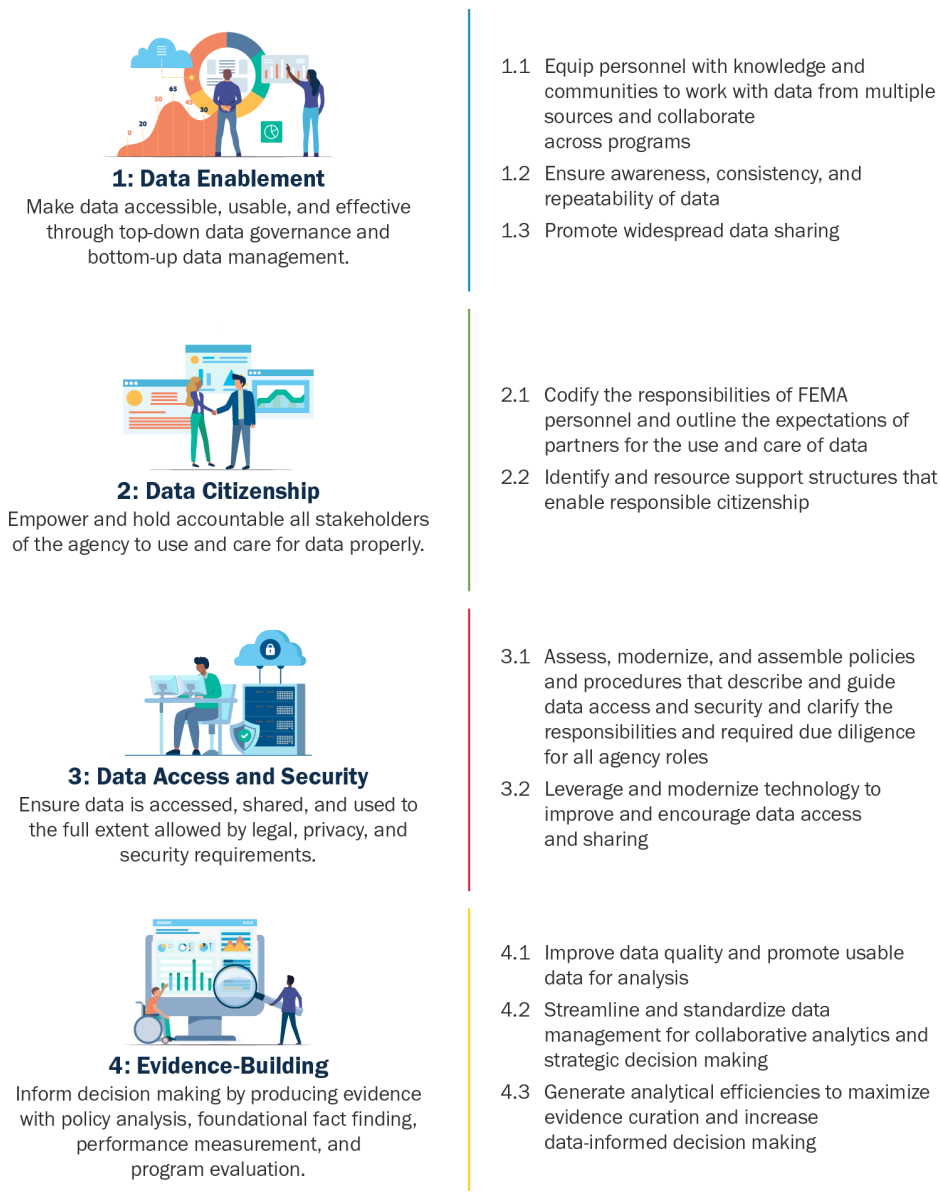 0
20
50
65
45
30
1: Data Enablement
Make data accessible, usable, and effective
through top-down data governance and
bottom-up data management.
1.1 Equip personnel with knowledge and
communities to work with data from multiple
sources and collaborate
across programs
1.2 Ensure awareness, consistency, and
repeatability of data
1.3 Promote widespread data sharing
2: Data Citizenship
Empower and hold accountable all stakeholders
of the agency to use and care for data properly.
2.1 Codify the responsibilities of FEMA
personnel and outline the expectations of
partners for the use and care of data
2.2 Identify and resource support structures that
enable responsible citizenship
3: Data Access and Security
Ensure data is accessed, shared, and used to
the full extent allowed by legal, privacy, and
security requirements.
3.1 Assess, modernize, and assemble policies
and procedures that describe and guide
data access and security and clarify the
responsibilities and required due diligence
for all agency roles
3.2 Leverage and modernize technology to
improve and encourage data access
and sharing
4: Evidence-Building
Inform decision making by producing evidence
with policy analysis, foundational fact finding,
performance measurement, and
program evaluation.
4.1 Improve data quality and promote usable
data for analysis
4.2 Streamline and standardize data
management for collaborative analytics and
strategic decision making
4.3 Generate analytical efficiencies to maximize
evidence curation and increase
data-informed decision making